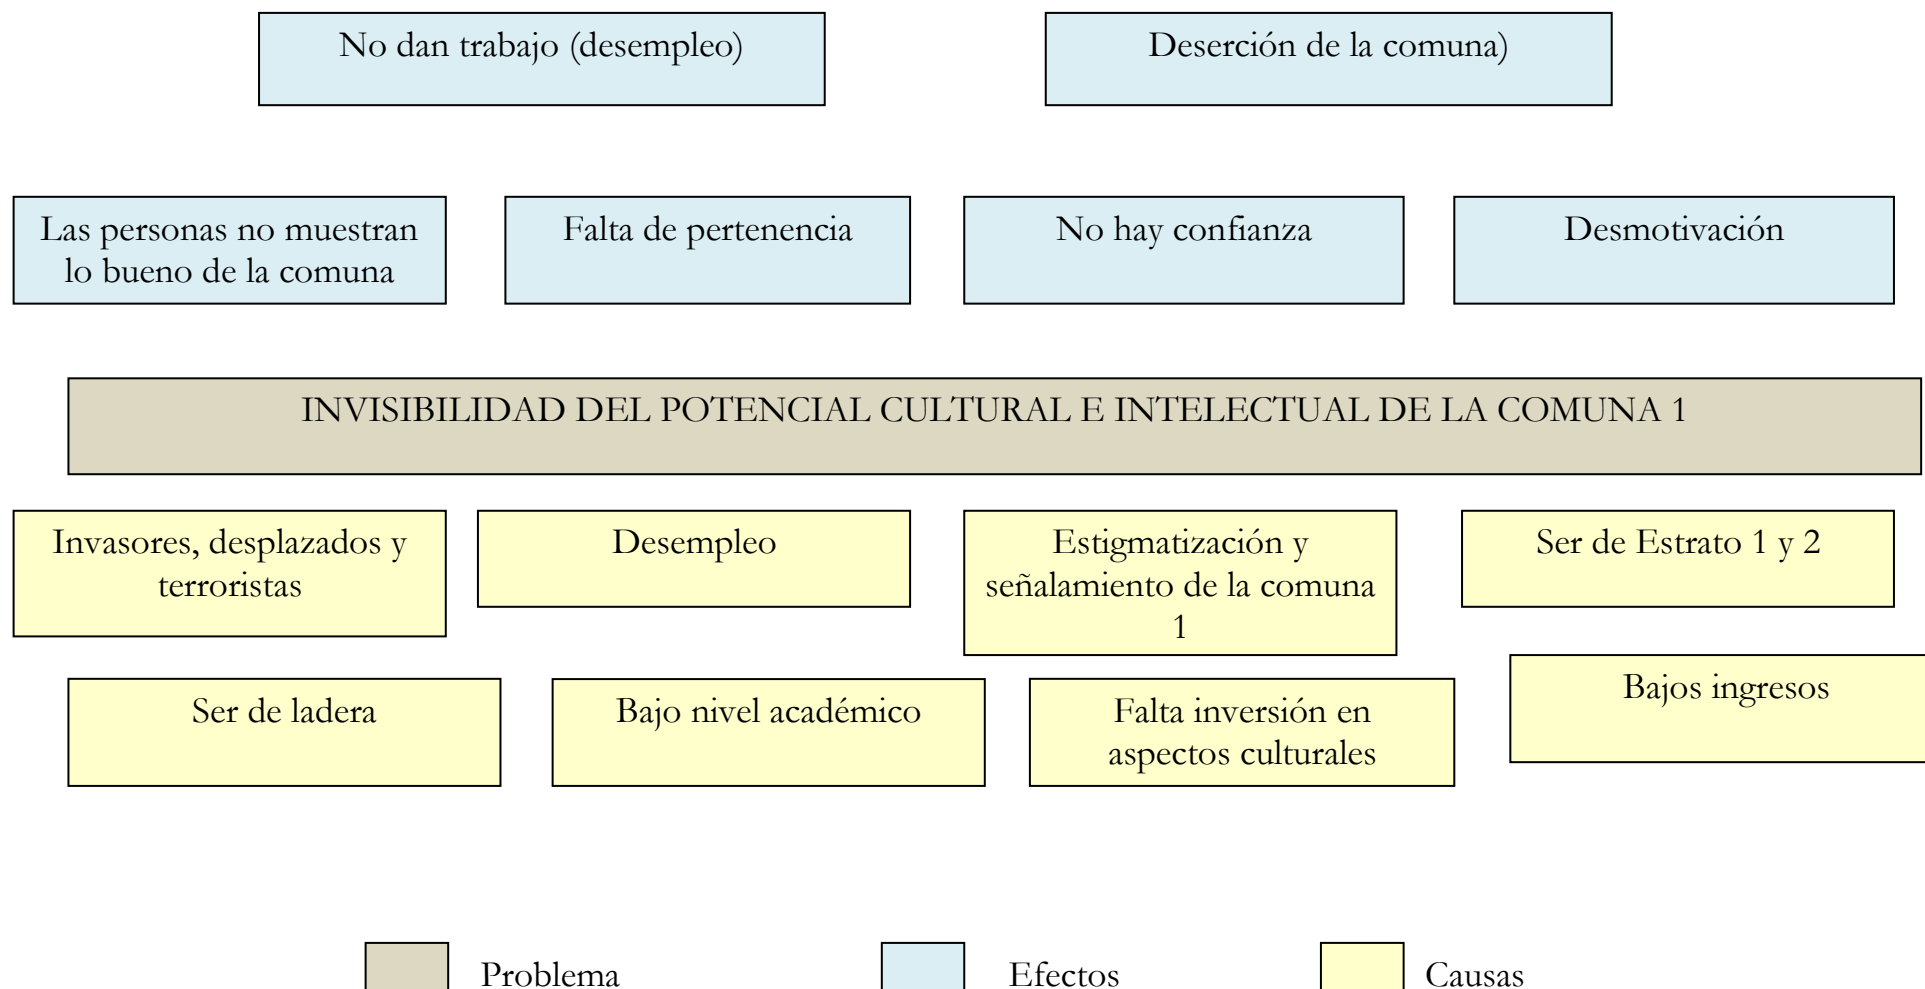 No dan trabajo (desempleo)
Deserción de la comuna)
Las personas no muestran
lo bueno de la comuna
Falta de pertenencia
No hay confianza
Desmotivación
INVISIBILIDAD DEL POTENCIAL CULTURAL E INTELECTUAL DE LA COMUNA 1
Invasores, desplazados y
terroristas
Desempleo
Estigmatización y
señalamiento de la comuna
1
Ser de Estrato 1 y 2
Ser de ladera
Bajo nivel académico
Falta inversión en
aspectos culturales
Bajos ingresos
Problema
Efectos
Causas